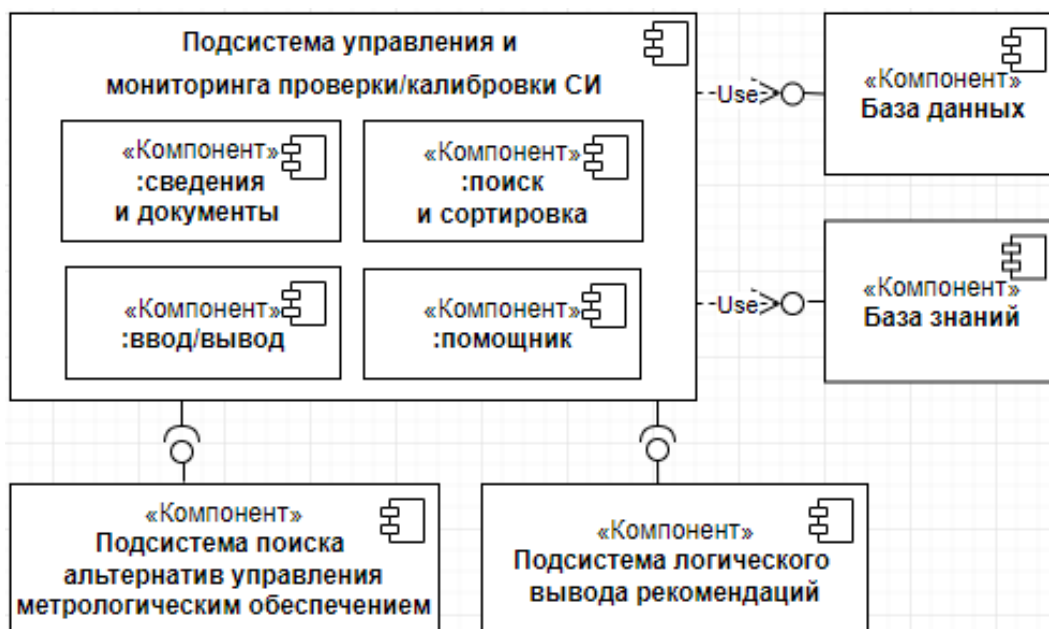 Подсистема управления и
мониторинга проверки/калибровки СИ
«Компонент»
:сведения
и документы
«Компонент»
:поиск
и сортировка
«Компонент»
:ввод/вывод
«Компонент»
:помощник
Use
«Компонент»
База данных
Use
«Компонент»
База знаний
«Компонент»
Подсистема поиска
альтернатив управления
метрологическим обеспечением
«Компонент»
Подсистема логического
вывода рекомендаций